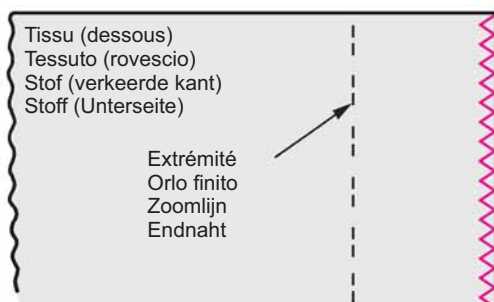 Tissu (dessous)
Tessuto (rovescio)
Stof (verkeerde kant)
Stoff (Unterseite)
Extrémité
Orlo finito
Zoomlijn
Endnaht